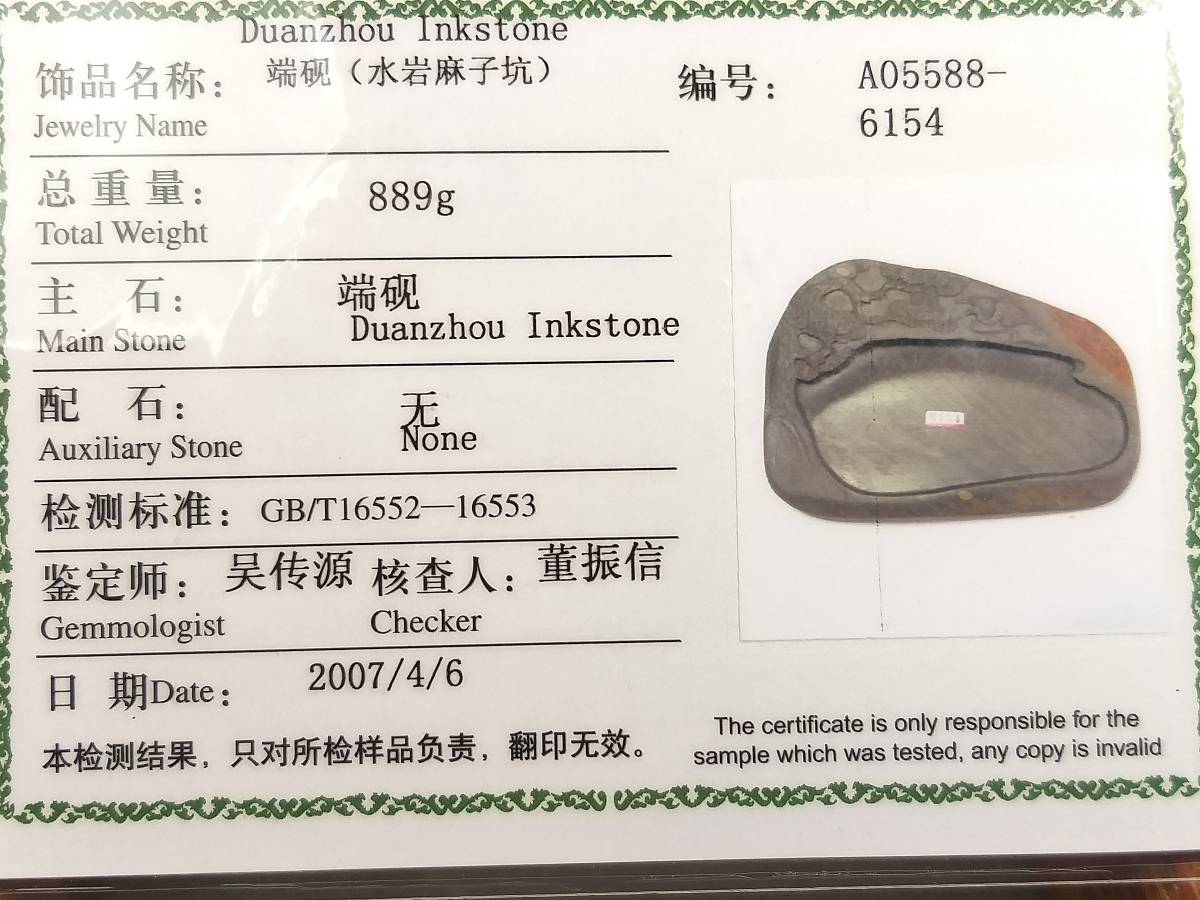 Duanzhou Inkstone
饰品名称: 端砚（水岩麻子坑）
Jewelry Name
编号: A05588-
6154
总重量: 889g
Total Weight
主 石: 端砚
Main Stone Duanzhou Inkstone
配 石: 无
Auxiliary Stone None
检测标准: GB/T16552—16553
鉴定师: 吴传源 核查人: 董振信
Gemmologist Checker
日 期Date: 2007/4/6
本检测结果，只对所检样品负责，翻印无效。
The certificate is only responsible for the
sample which was tested, any copy is invalid